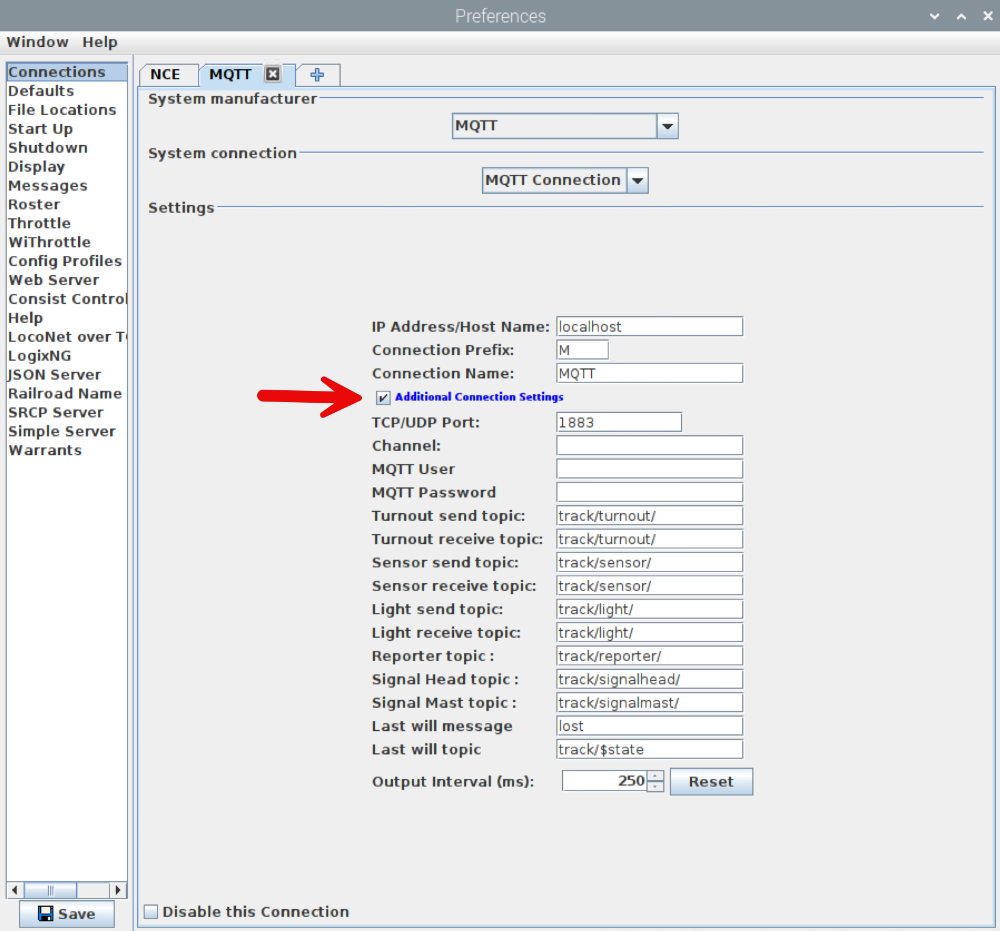 Preferences
Window Help
Connections
Defaults
File Locations
Start Up
Shutdown
Display
Messages
Roster
Throttle
WiThrottle
Config Profiles
Web Server
Consist Control
Help
LocoNet over T
LogixNG
JSON Server
Railroad Name
SRCP Server
Simple Server
Warrants
Save
NCE MQTT
System manufacturer
MQTT
System connection
MQTT Connection
Settings
IP Address/Host Name: localhost
Connection Prefix: M
Connection Name: MQTT
Additional Connection Settings
TCP/UDP Port: 1883
Channel:
MQTT User
MQTT Password
Turnout send topic: track/turnout/
Turnout receive topic: track/turnout/
Sensor send topic: track/sensor/
Sensor receive topic: track/sensor/
Light send topic: track/light/
Light receive topic: track/light/
Reporter topic : track/reporter/
Signal Head topic : track/signalhead/
Signal Mast topic : track/signalmast/
Last will message lost
Last will topic track/$state
Output Interval (ms): 250 Reset
Disable this Connection